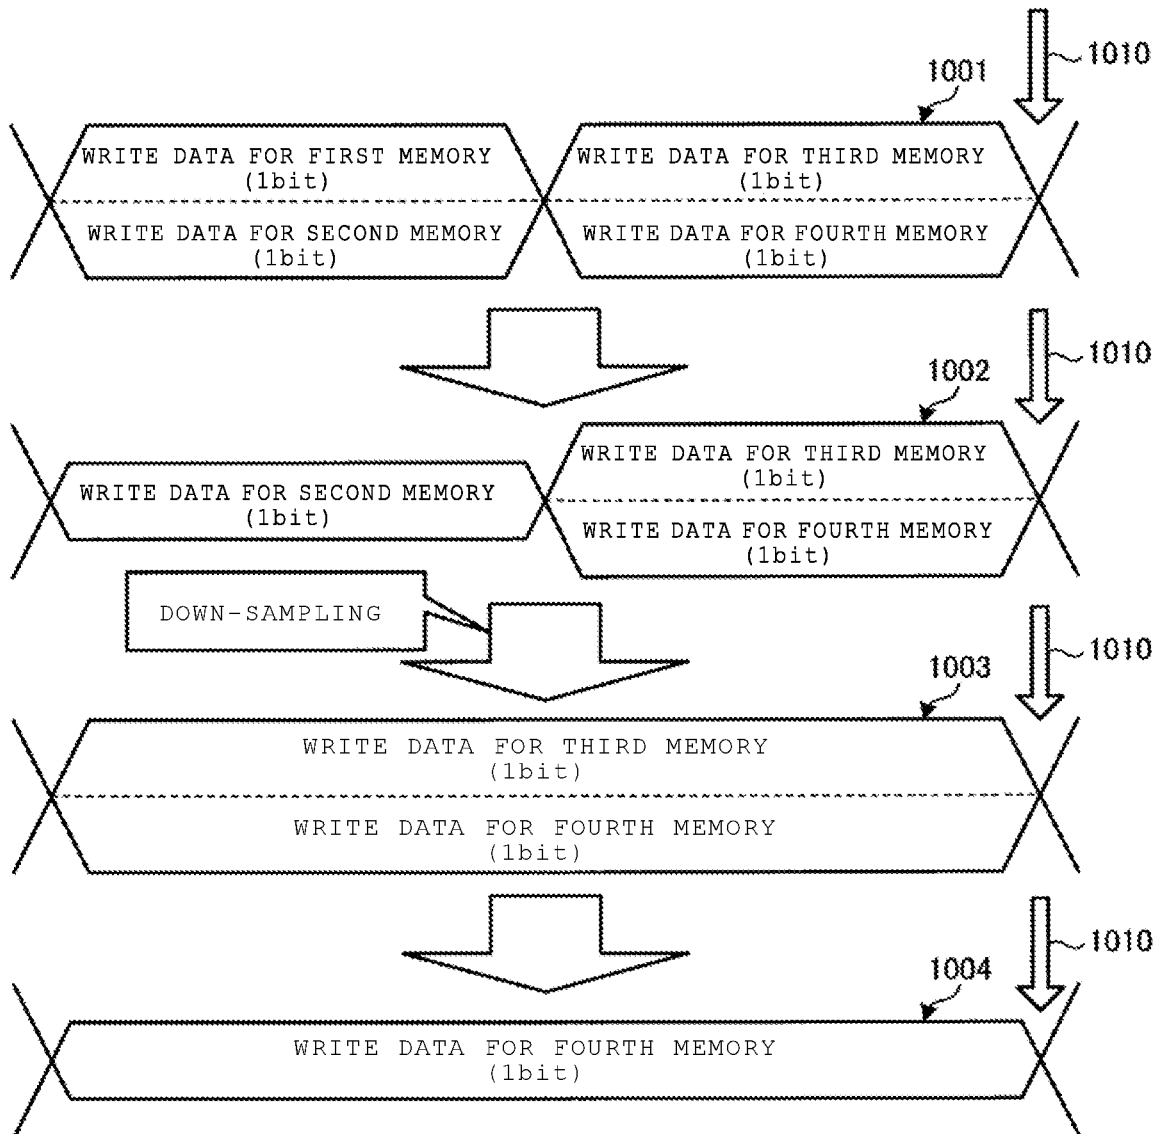 1010
1001
WRITE DATA FOR FIRST MEMORY
(1bit)
WRITE DATA FOR THIRD MEMORY
(1bit)
WRITE DATA FOR SECOND MEMORY
(1bit)
WRITE DATA FOR FOURTH MEMORY
(1bit)
1010
1002
WRITE DATA FOR THIRD MEMORY
(1bit)
WRITE DATA FOR SECOND MEMORY
(1bit)
WRITE DATA FOR FOURTH MEMORY
(1bit)
DOWN-SAMPLING
1010
1003
WRITE DATA FOR THIRD MEMORY
(1bit)
WRITE DATA FOR FOURTH MEMORY
(1bit)
1010
1004
WRITE DATA FOR FOURTH MEMORY
(1bit)